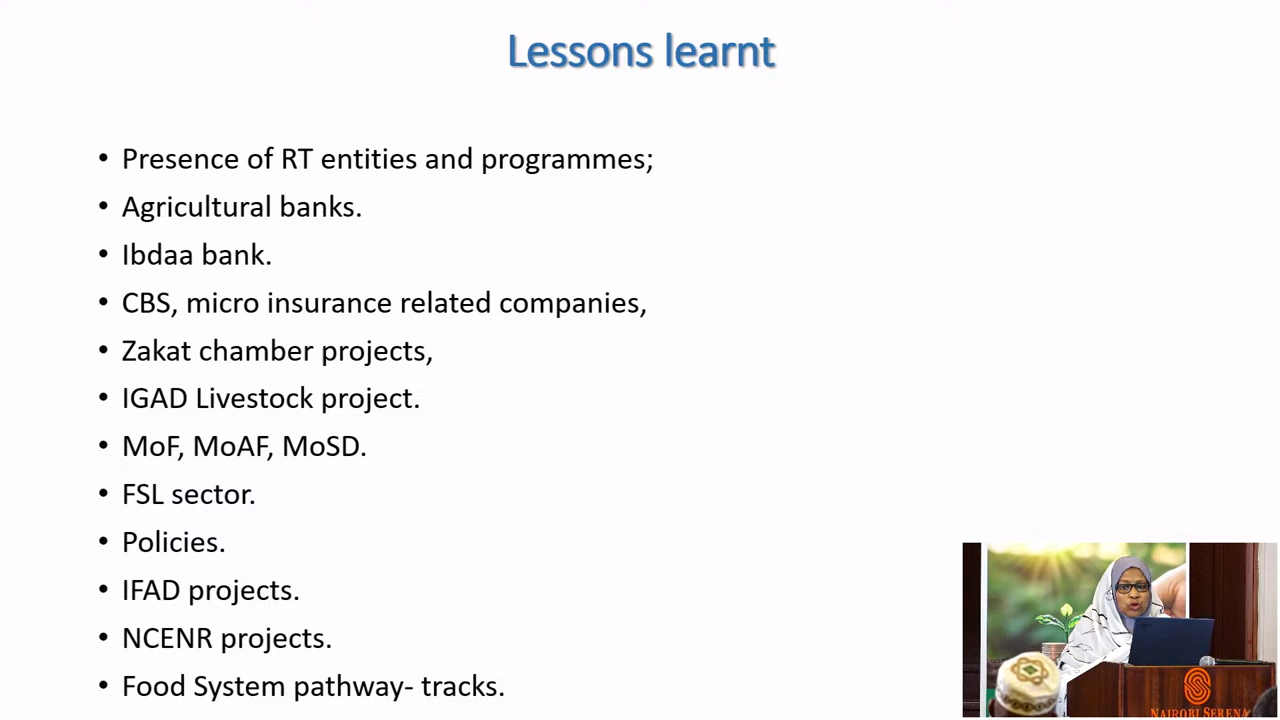 Lessons learnt
• Presence of RT entities and programmes;
• Agricultural banks.
• Ibdaa bank.
• CBS, micro insurance related companies,
• Zakat chamber projects,
• IGAD Livestock project.
• MoF, MoAF, MoSD.
• FSL sector.
• Policies.
• IFAD projects.
• NCENR projects.
• Food System pathway- tracks.
NAIROBI SERENA